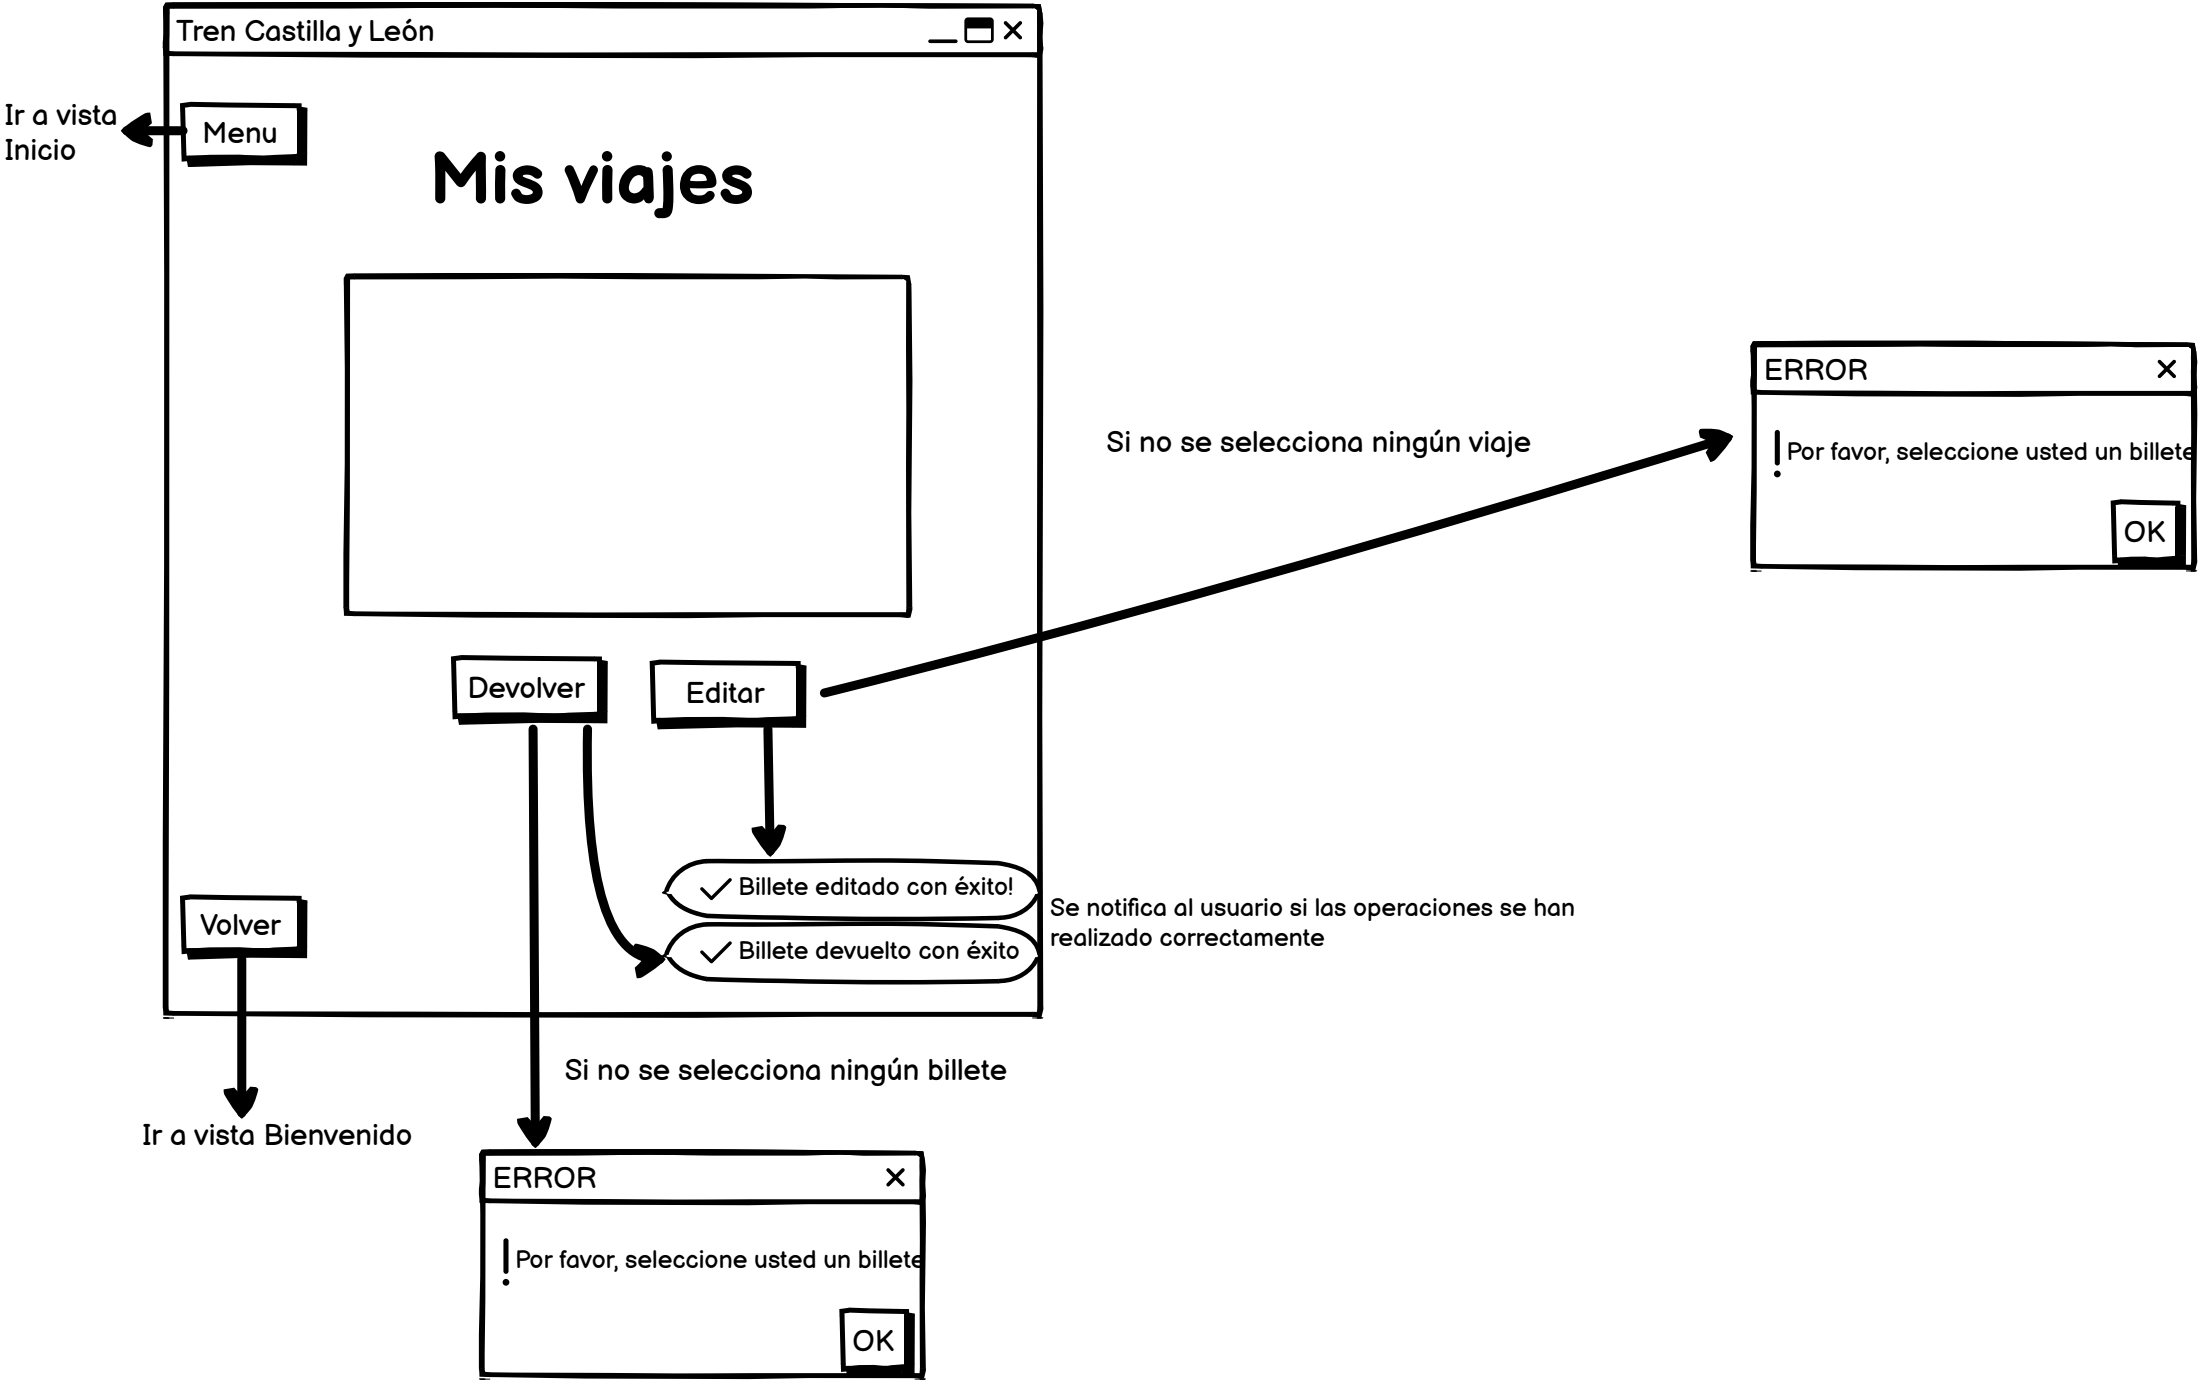 Tren Castilla y León
Ir a vista
Inicio
Menu
Mis viajes
ERROR
Si no se selecciona ningún viaje
Por favor, seleccione usted un billete
OK
Devolver
Editar
Billete editado con éxito!
Volver
Se notifica al usuario si las operaciones se han
realizado correctamente
Billete devuelto con éxito
Si no se selecciona ningún billete
Ir a vista Bienvenido
ERROR
Por favor, seleccione usted un billete
OK